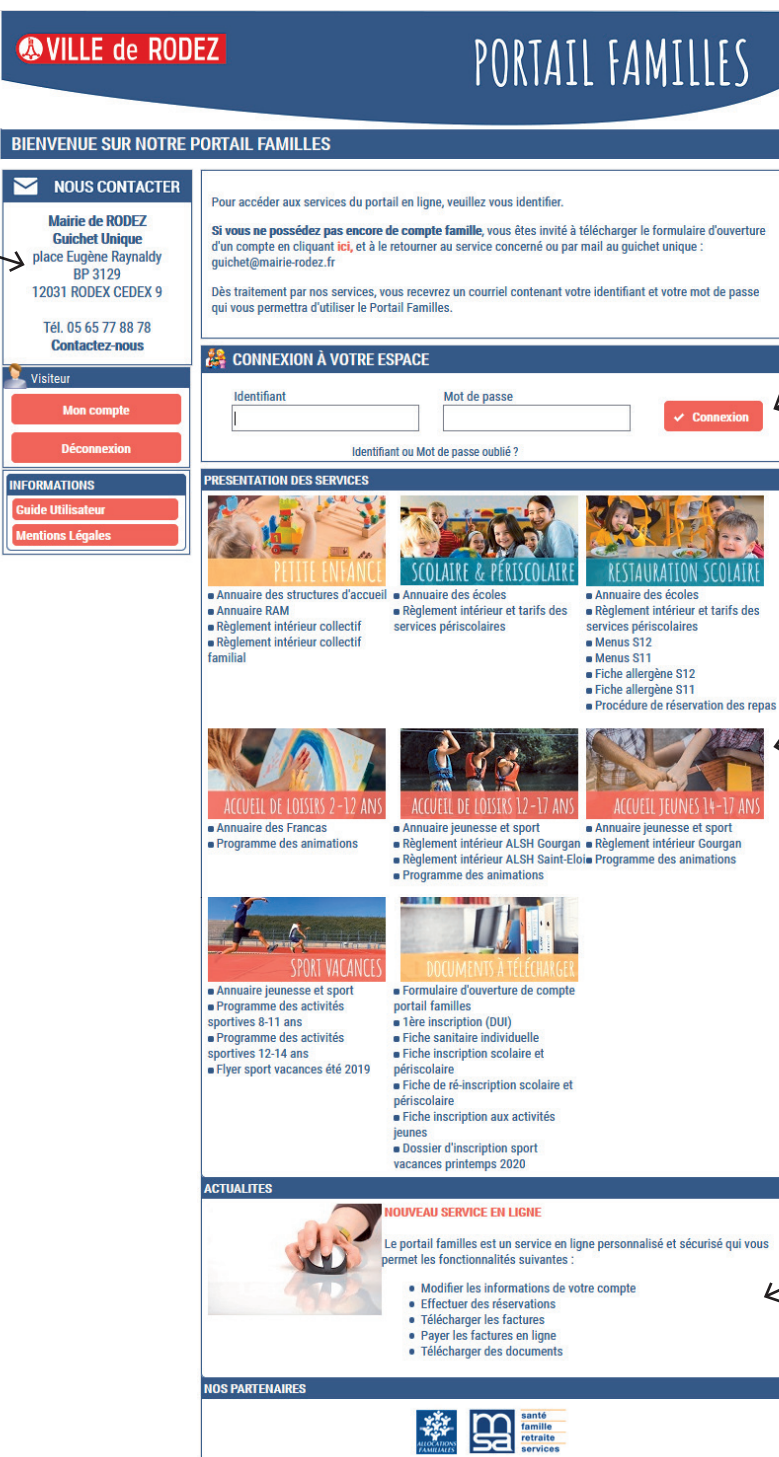 VILLE de RODEZ
PORTAIL FAMILLES
BIENVENUE SUR NOTRE PORTAIL FAMILLES
NOUS CONTACTER
Mairie de RODEZ
Guichet Unique
place Eugène Raynaldy
BP 3129
12031 RODEX CEDEX 9
Tél. 05 65 77 88 78
Contactez-nous
Visiteur
Mon compte
Déconnexion
INFORMATIONS
Guide Utilisateur
Mentions Légales
Pour accéder aux services du portail en ligne, veuillez vous identifier.
Si vous ne possédez pas encore de compte famille, vous êtes invité à télécharger le formulaire d'ouverture
d'un compte en cliquant ici, et à le retourner au service concerné ou par mail au guichet unique :
guichet@mairie-rodez.fr
Dès traitement par nos services, vous recevrez un courriel contenant votre identifiant et votre mot de passe
qui vous permettra d'utiliser le Portail Familles.
CONNEXION À VOTRE ESPACE
Identifiant
Mot de passe
Connexion
Identifiant ou Mot de passe oublié ?
PRESENTATION DES SERVICES
PETITE ENFANCE
Annuaire des structures d'accueil
Annuaire RAM
Règlement intérieur collectif
Règlement intérieur collectif
familial
SCOLAIRE & PÉRISCOLAIRE
Annuaire des écoles
Règlement intérieur et tarifs des
services périscolaires
RESTAURATION SCOLAIRE
Annuaire des écoles
Règlement intérieur et tarifs des
services périscolaires
Menus S12
Menus S11
Fiche allergène S12
Fiche allergène S11
Procédure de réservation des repas
ACCUEIL DE LOISIRS 2-12 ANS
Annuaire des Francas
Programme des animations
ACCUEIL DE LOISIRS 12-17 ANS
Annuaire jeunesse et sport
Règlement intérieur ALSH Gourgan
Règlement intérieur ALSH Saint-Eloi
Programme des animations
ACCUEIL JEUNES 14-17 ANS
Annuaire jeunesse et sport
Règlement intérieur Gourgan
Programme des animations
SPORT VACANCES
Annuaire jeunesse et sport
Programme des activités
sportives 8-11 ans
Programme des activités
sportives 12-14 ans
Flyer sport vacances été 2019
DOCUMENTS À TÉLÉCHARGER
Formulaire d'ouverture de compte
portail familles
1ère inscription (DUI)
Fiche sanitaire individuelle
Fiche inscription scolaire et
périscolaire
Fiche de ré-inscription scolaire et
périscolaire
Fiche inscription aux activités
jeunes
Dossier d'inscription sport
vacances printemps 2020
ACTUALITES
NOUVEAU SERVICE EN LIGNE
Le portail familles est un service en ligne personnalisé et sécurisé qui vous
permet les fonctionnalités suivantes :
Modifier les informations de votre compte
Effectuer des réservations
Télécharger les factures
Payer les factures en ligne
Télécharger des documents
NOS PARTENAIRES
ALLOCATIONS
FAMILIALES
msa
santé
famille
retraite
services